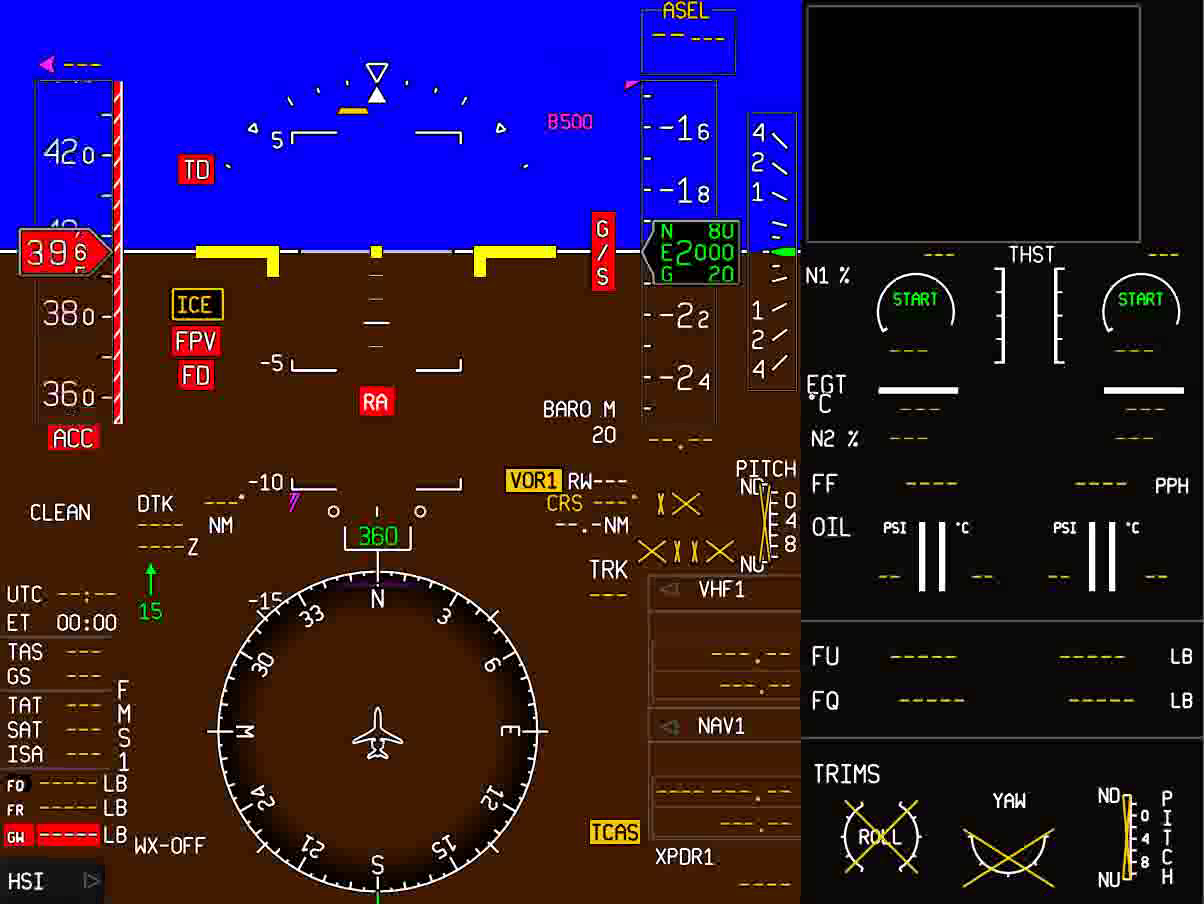 ASEL
-- ---
---
B500
5
420
TD
-16
-18
4
2
1
396
G/S
N 80
E 2000
G 20
ICE
FPV
FD
380
360
ACC
-5
RA
-22
-24
1
2
4
BARO M
20
--.--
-10
VOR1 RW---
CRS ---°
--.-NM
CLEAN
DTK ---°
---- NM
----Z
360
PITCH
ND
0
4
8
NU
TRK
---
15
-15
UTC --:--
ET 00:00
TAS ---
GS ---
TAT ---
SAT ---
ISA ---
FMS1
FQ ----- LB
FR ----- LB
GW ----- LB
HSI
WX-OFF
N
3
6
E
12
15
S
21
24
W
30
33
VHF1
---.--
---.--
NAV1
------ ---.--
---.--
TCAS
XPDR1
----
--- THST ---
N1 %
START START
--- ---
EGT
°C
--- ---
N2 % --- ---
FF ---- ---- PPH
OIL PSI °C PSI °C
-- -- -- --
FU ----- ----- LB
FQ ----- ----- LB
TRIMS
ROLL
YAW
ND
0
4
8
NU
PITCH